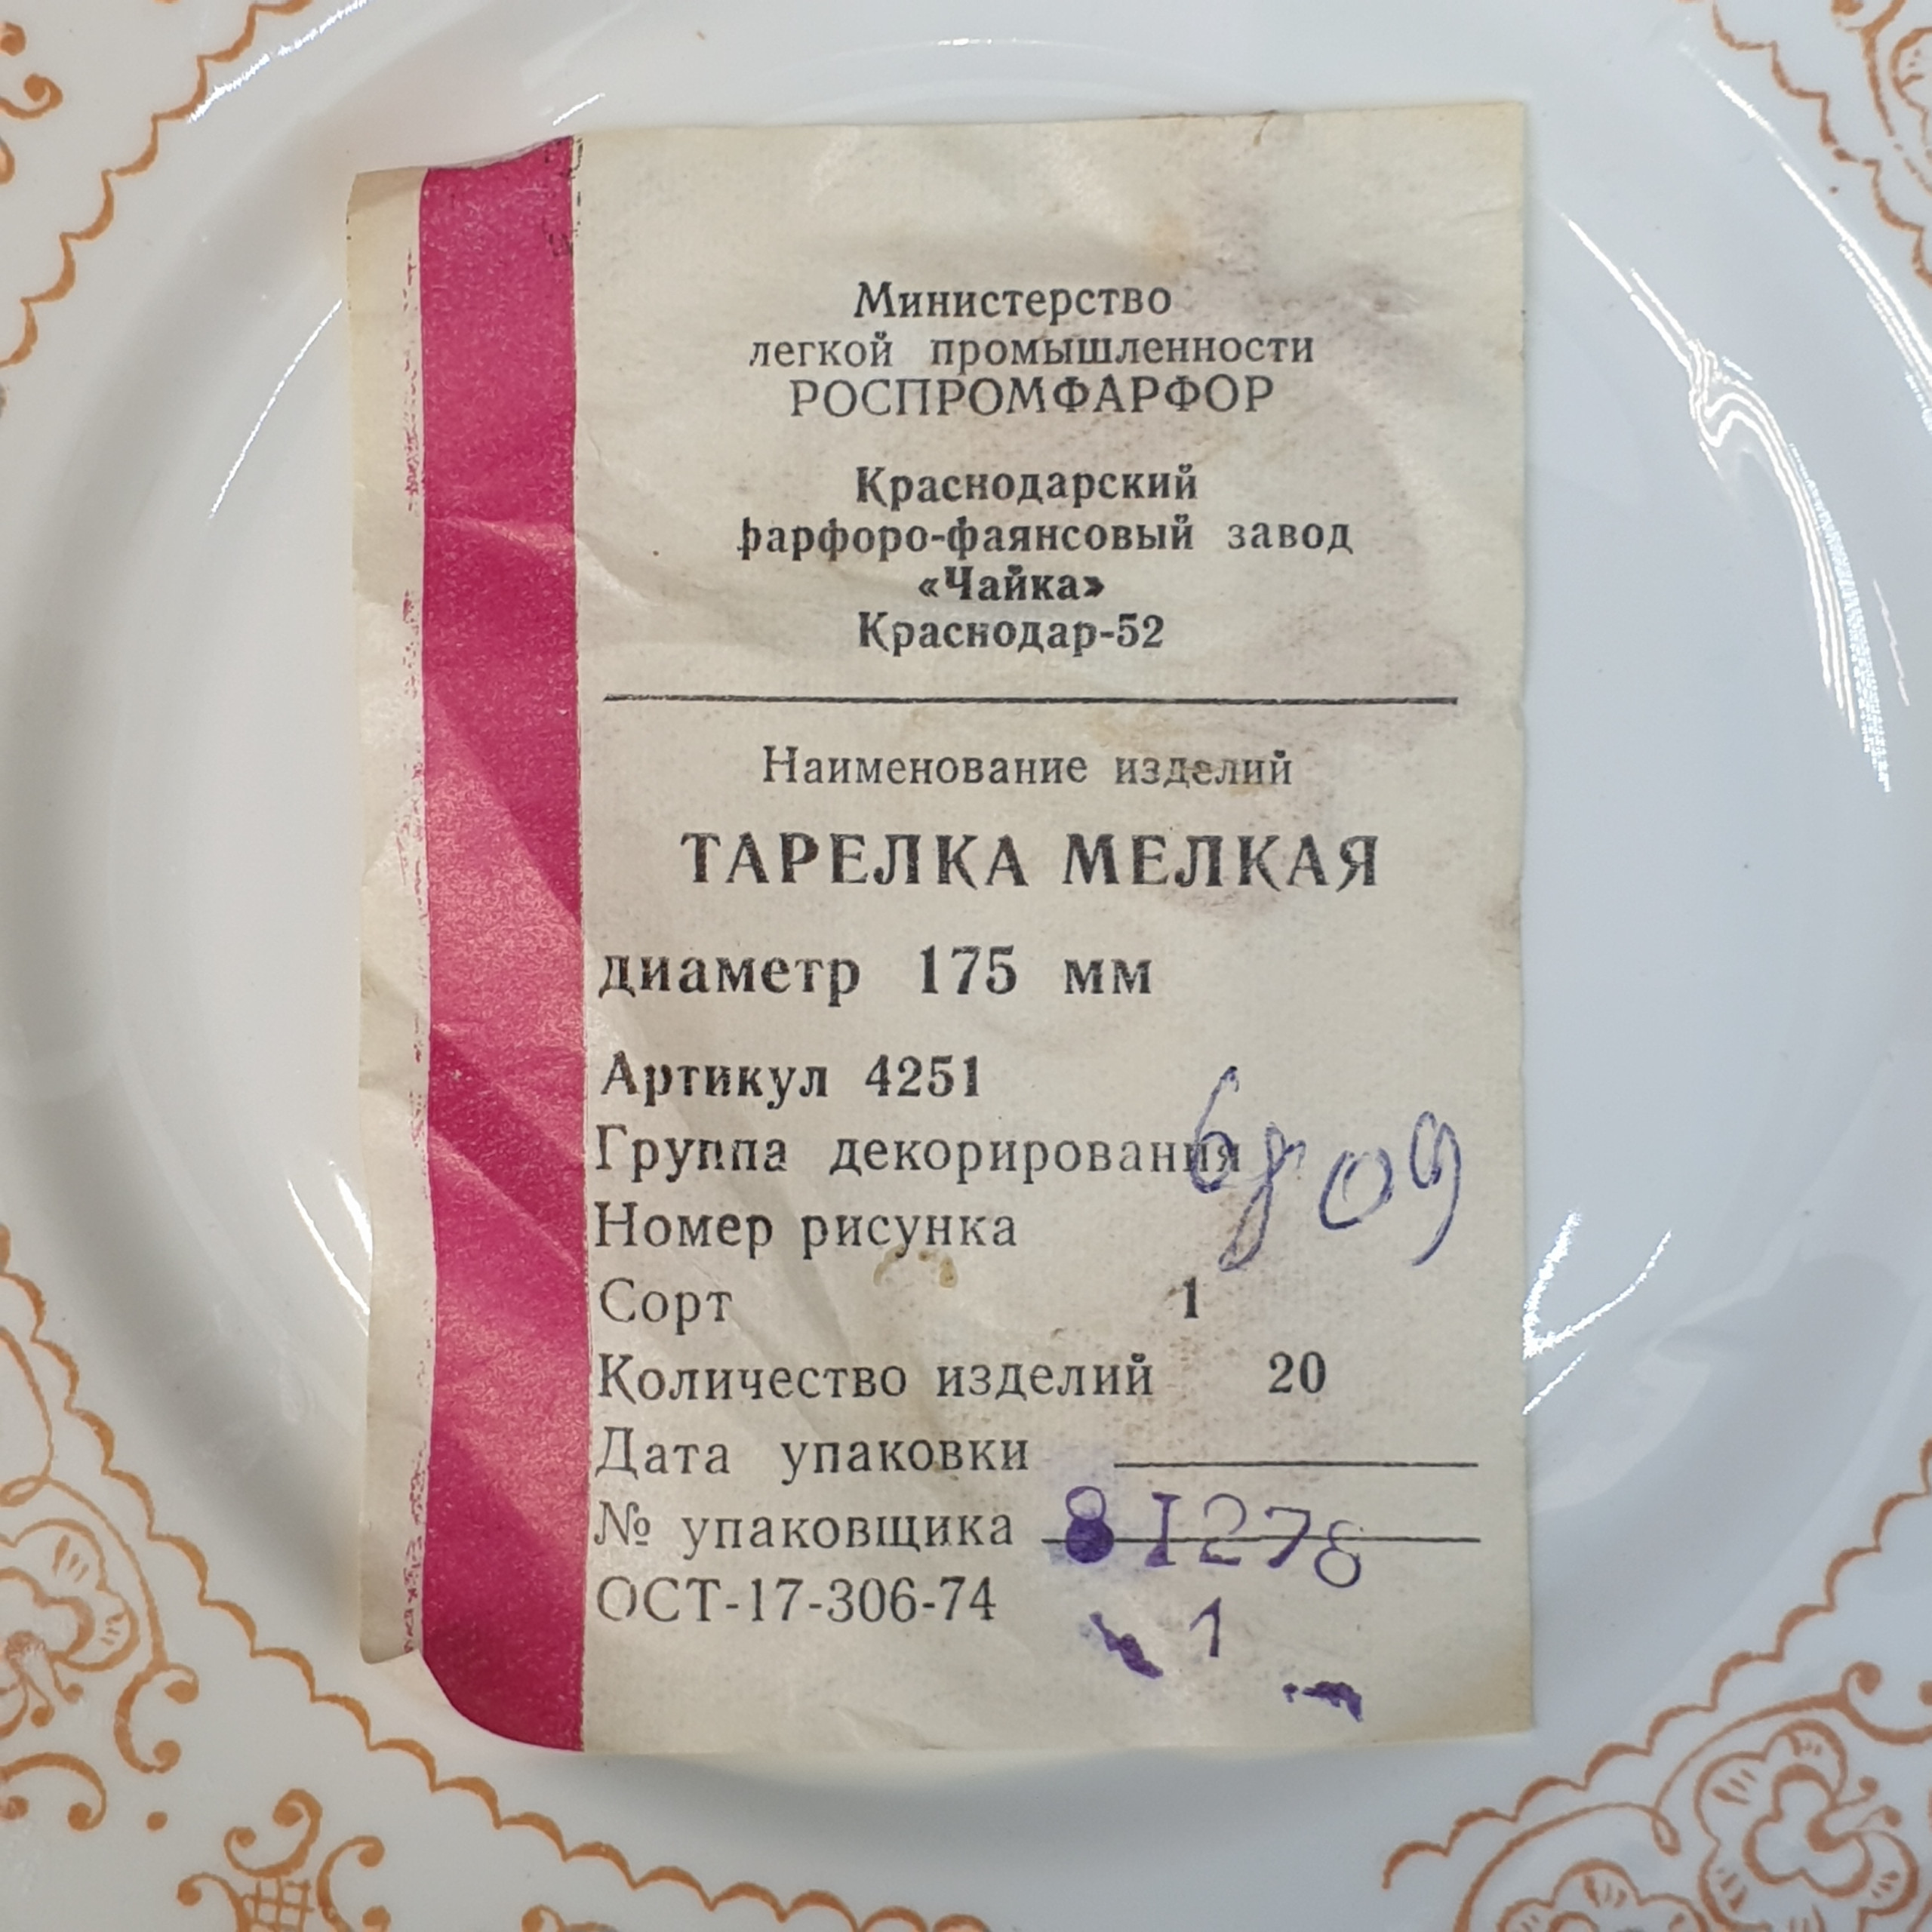 Министерство
легкой промышленности
РОСПРОМФАРФОР
Краснодарский
фарфоро-фаянсовый завод
«Чайка»
Краснодар-52
Наименование изделий
ТАРЕЛКА МЕЛКАЯ
диаметр 175 мм
Артикул 4251
Группа декорирования
Номер рисунка
Сорт 1
Количество изделий 20
Дата упаковки
№ упаковщика 81278
ОСТ-17-306-74 1